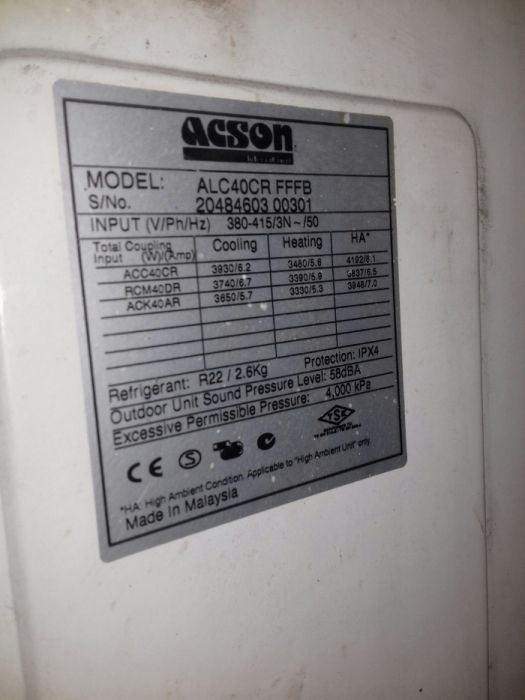 acson
International
MODEL: ALC40CR FFFB
S/No. 20484603 00301
INPUT (V/Ph/Hz) 380-415/3N~/50
Total Coupling Input (W)/(Amp) Cooling Heating HA*
ACC40CR 3930/6.2 3480/5.6 4192/8.1
RCM40DR 3740/6.7 3390/5.9
ACK40AR 3650/5.7 3330/5.3 3948/7.0
Refrigerant: R22 / 2.6Kg Protection: IPX4
Outdoor Unit Sound Pressure Level: 58dBA
Excessive Permissible Pressure: 4,000 kPa
CE S TSE
*HA: High Ambient Condition. Applicable to "High Ambient Unit" only.
Made In Malaysia